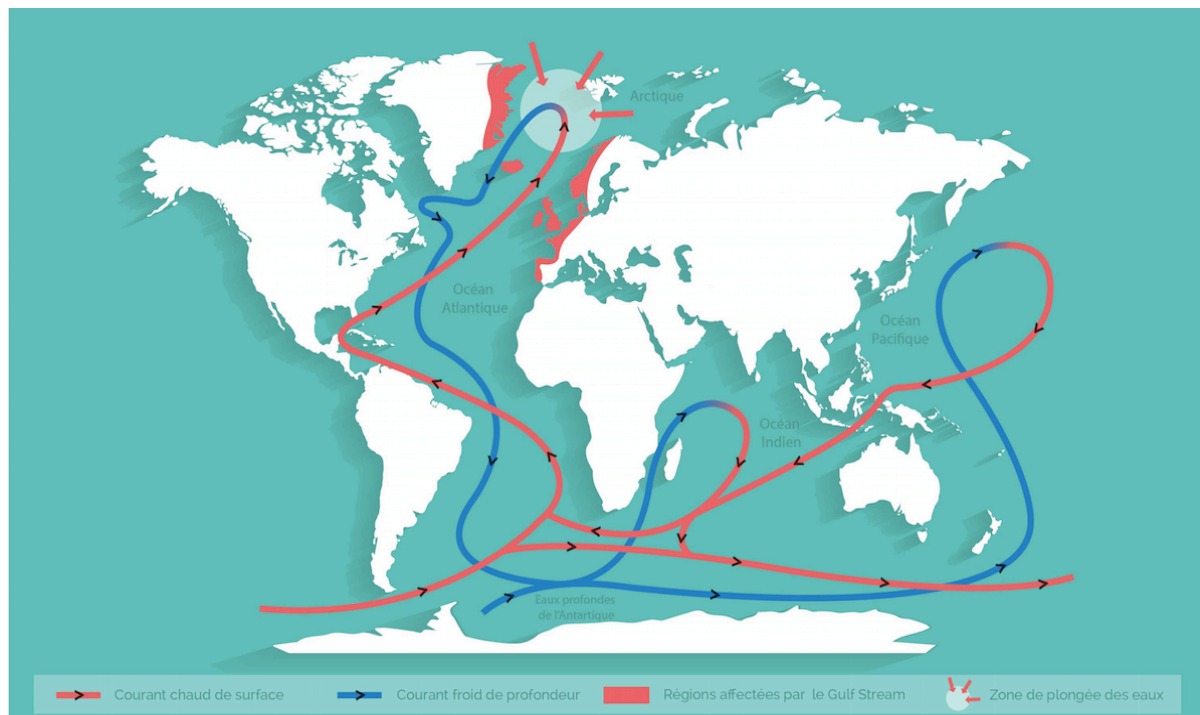 Arctique
Océan
Atlantique
Océan
Pacifique
Océan
Indien
Eaux profondes
de l'Antartique
Courant chaud de surface
Courant froid de profondeur
Régions affectées par le Gulf Stream
Zone de plongée des eaux